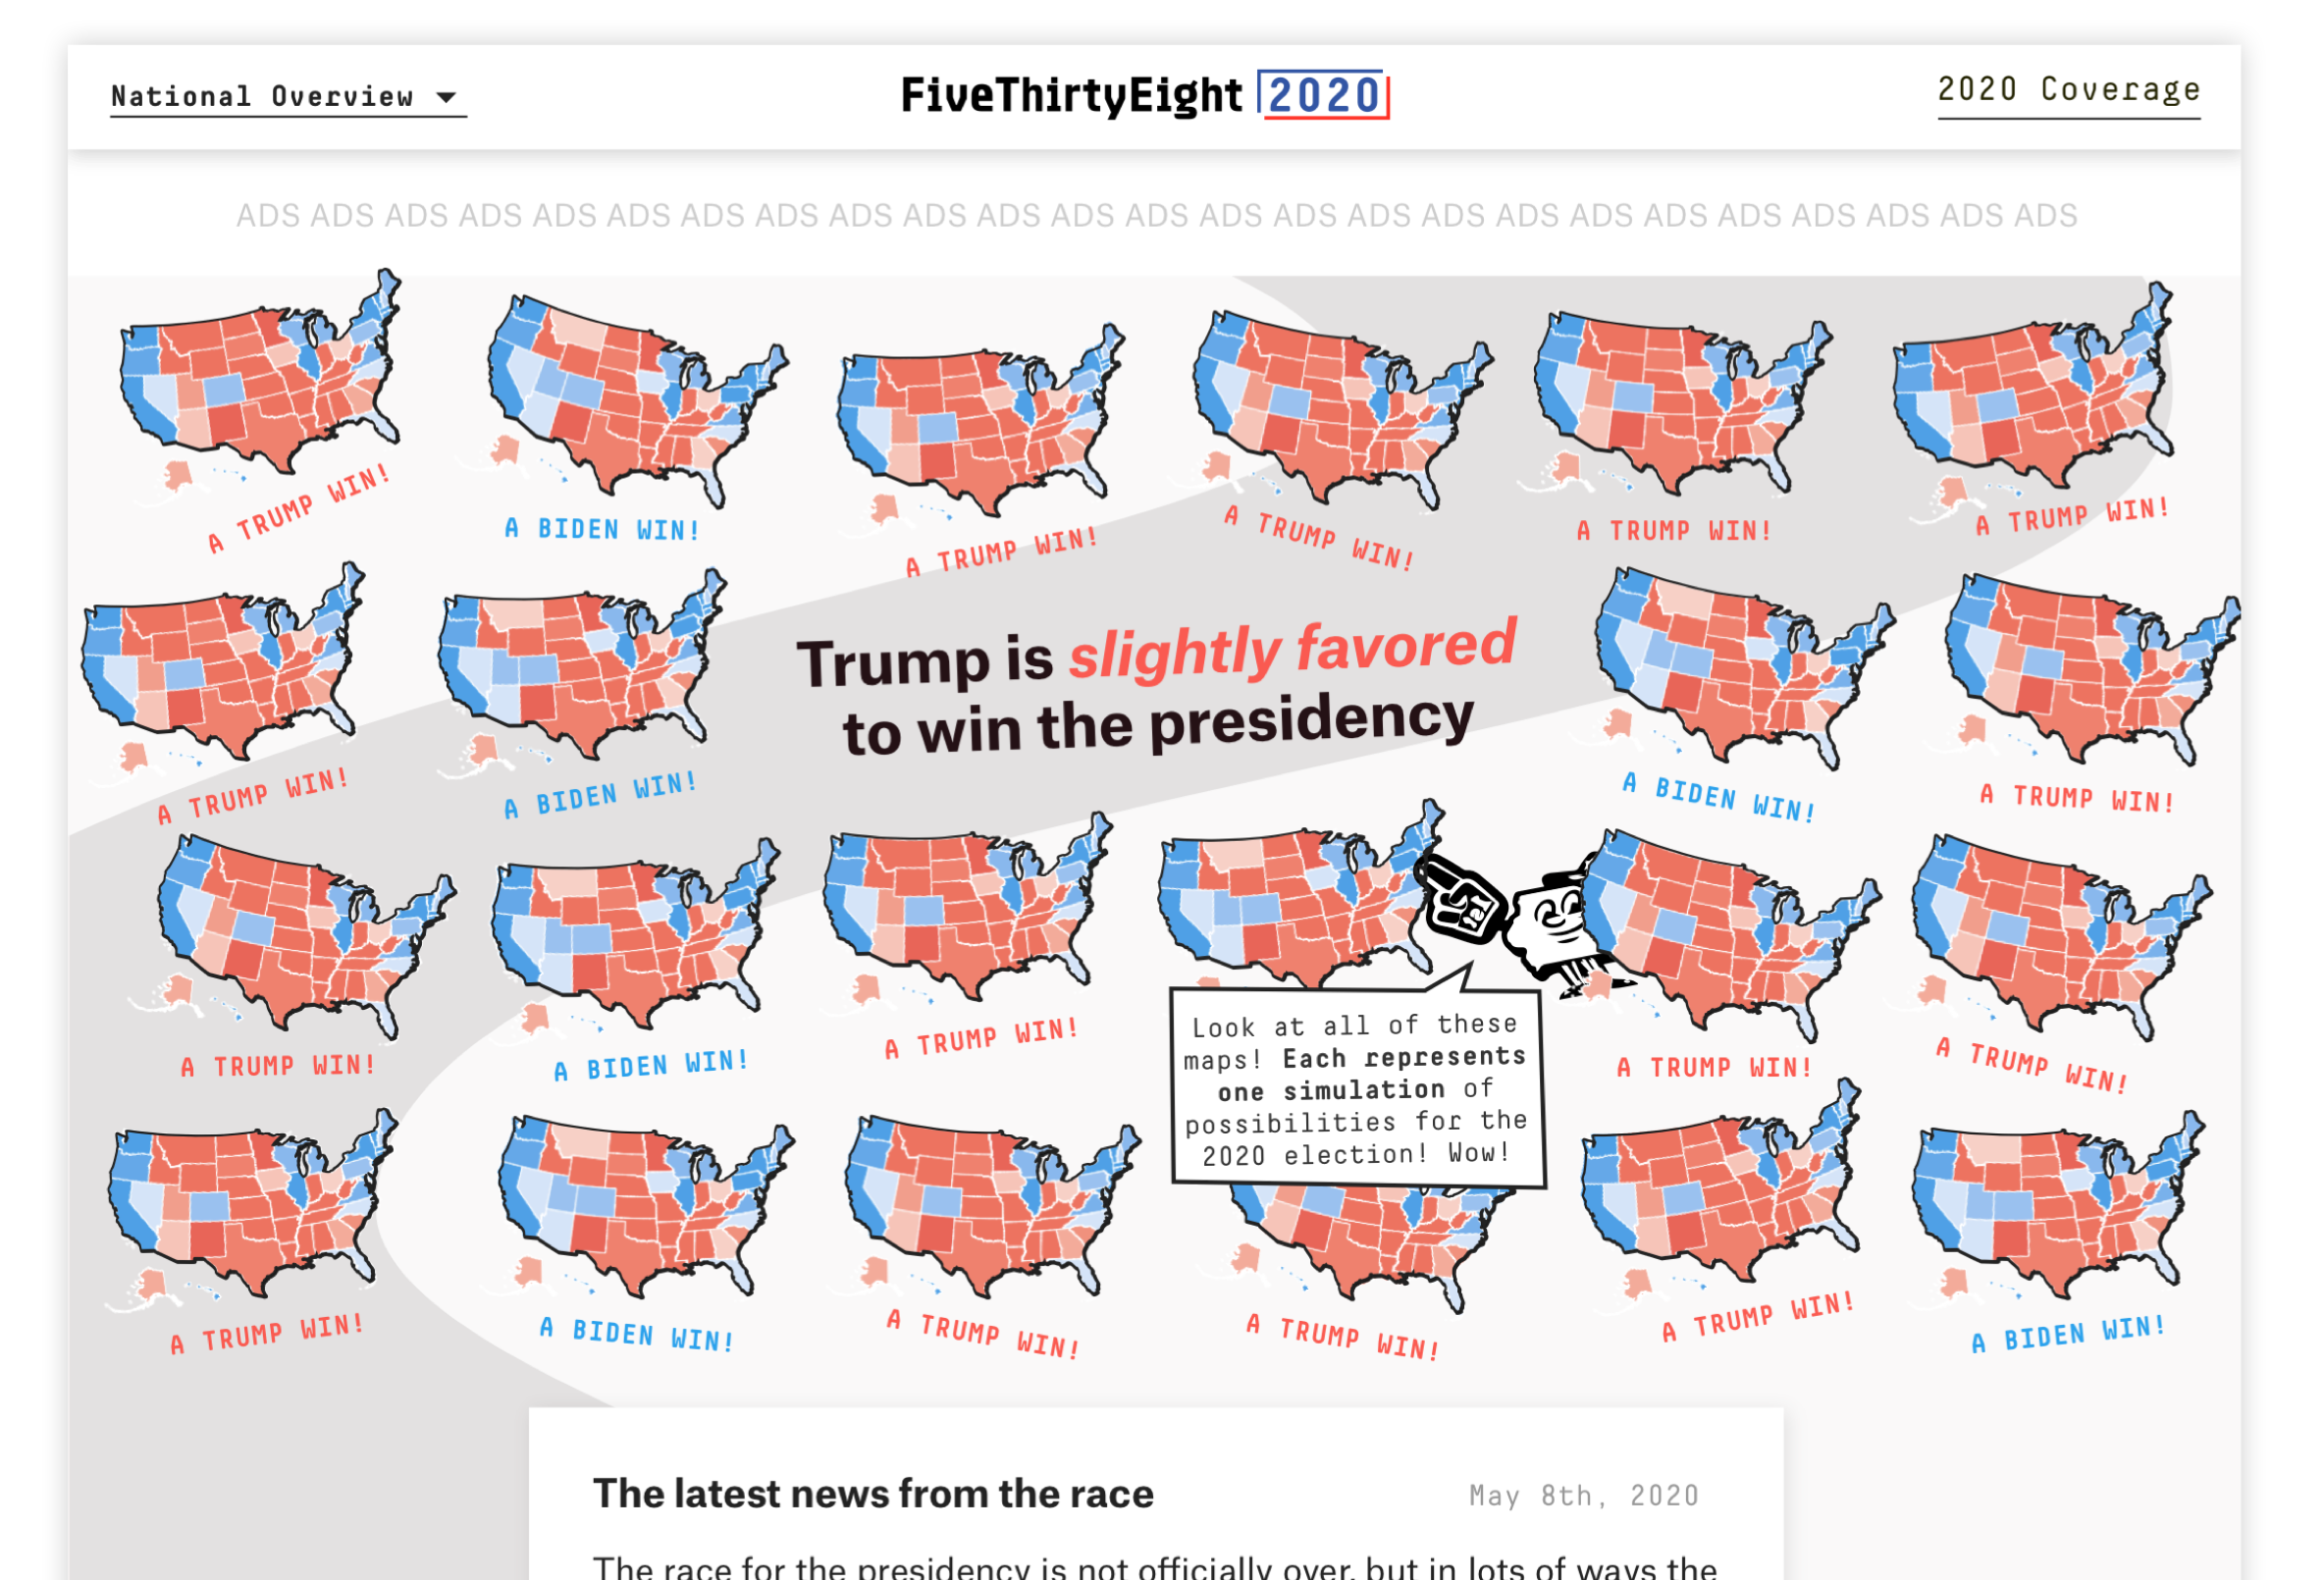 National Overview
FiveThirtyEight 2020
2020 Coverage
ADS ADS ADS ADS ADS ADS ADS ADS ADS ADS ADS ADS ADS ADS ADS ADS ADS ADS ADS ADS ADS ADS ADS ADS ADS
A TRUMP WIN!
A BIDEN WIN!
A TRUMP WIN!
A TRUMP WIN!
A TRUMP WIN!
A TRUMP WIN!
Trump is slightly favored
to win the presidency
A TRUMP WIN!
A BIDEN WIN!
A BIDEN WIN!
A TRUMP WIN!
A TRUMP WIN!
A BIDEN WIN!
A TRUMP WIN!
Look at all of these
maps! Each represents
one simulation of
possibilities for the
2020 election! Wow!
A TRUMP WIN!
A TRUMP WIN!
A TRUMP WIN!
A BIDEN WIN!
A TRUMP WIN!
A TRUMP WIN!
A TRUMP WIN!
A BIDEN WIN!
The latest news from the race
May 8th, 2020
The race for the presidency is not officially over, but in lots of ways the